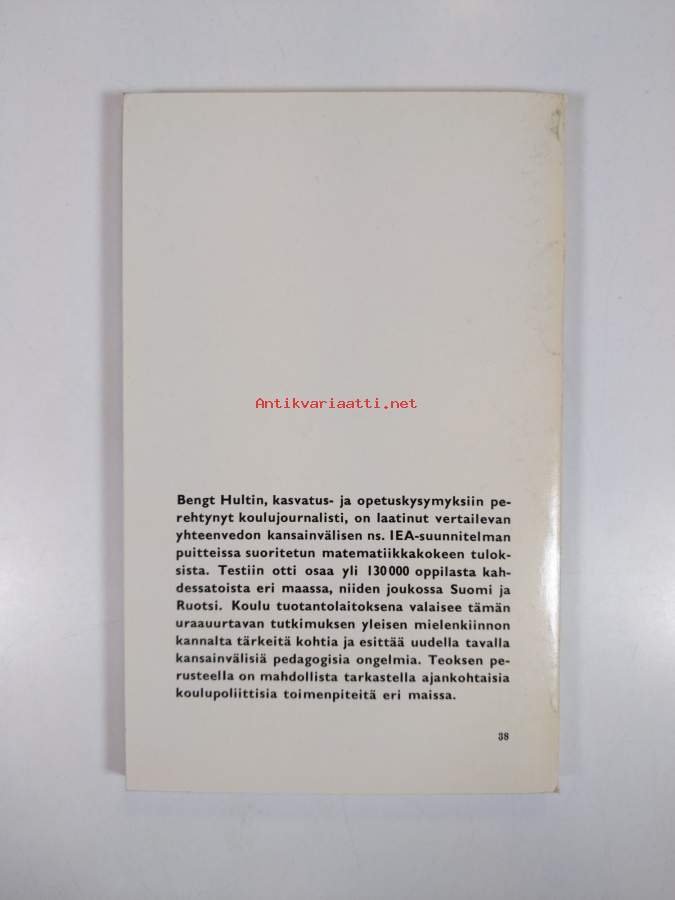 Antikvariaatti.net
Bengt Hultin, kasvatus- ja opetuskysymyksiin pe-
rehtynyt koulujournalisti, on laatinut vertailevan
yhteenvedon kansainvälisen ns. IEA-suunnitelman
puitteissa suoritetun matematiikkakokeen tulok-
sista. Testiin otti osaa yli 130000 oppilasta kah-
dessatoista eri maassa, niiden joukossa Suomi ja
Ruotsi. Koulu tuotantolaitoksena valaisee tämän
uraauurtavan tutkimuksen yleisen mielenkiinnon
kannalta tärkeitä kohtia ja esittää uudella tavalla
kansainvälisiä pedagogisia ongelmia. Teoksen pe-
rusteella on mahdollista tarkastella ajankohtaisia
koulupoliittisia toimenpiteitä eri maissa.
38